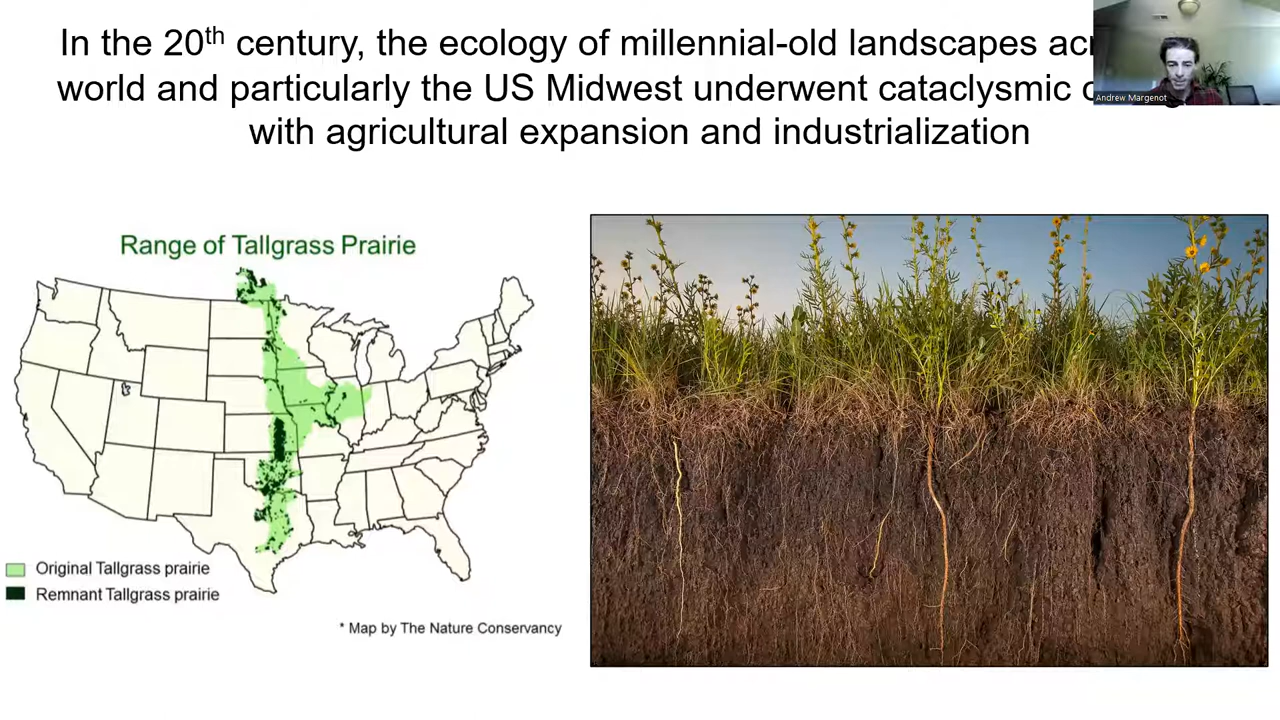 In the 20th century, the ecology of millennial-old landscapes
world and particularly the US Midwest underwent cataclysmic
with agricultural expansion and industrialization
Andrew Margenot
Range of Tallgrass Prairie
Original Tallgrass prairie
Remnant Tallgrass prairie
* Map by The Nature Conservancy